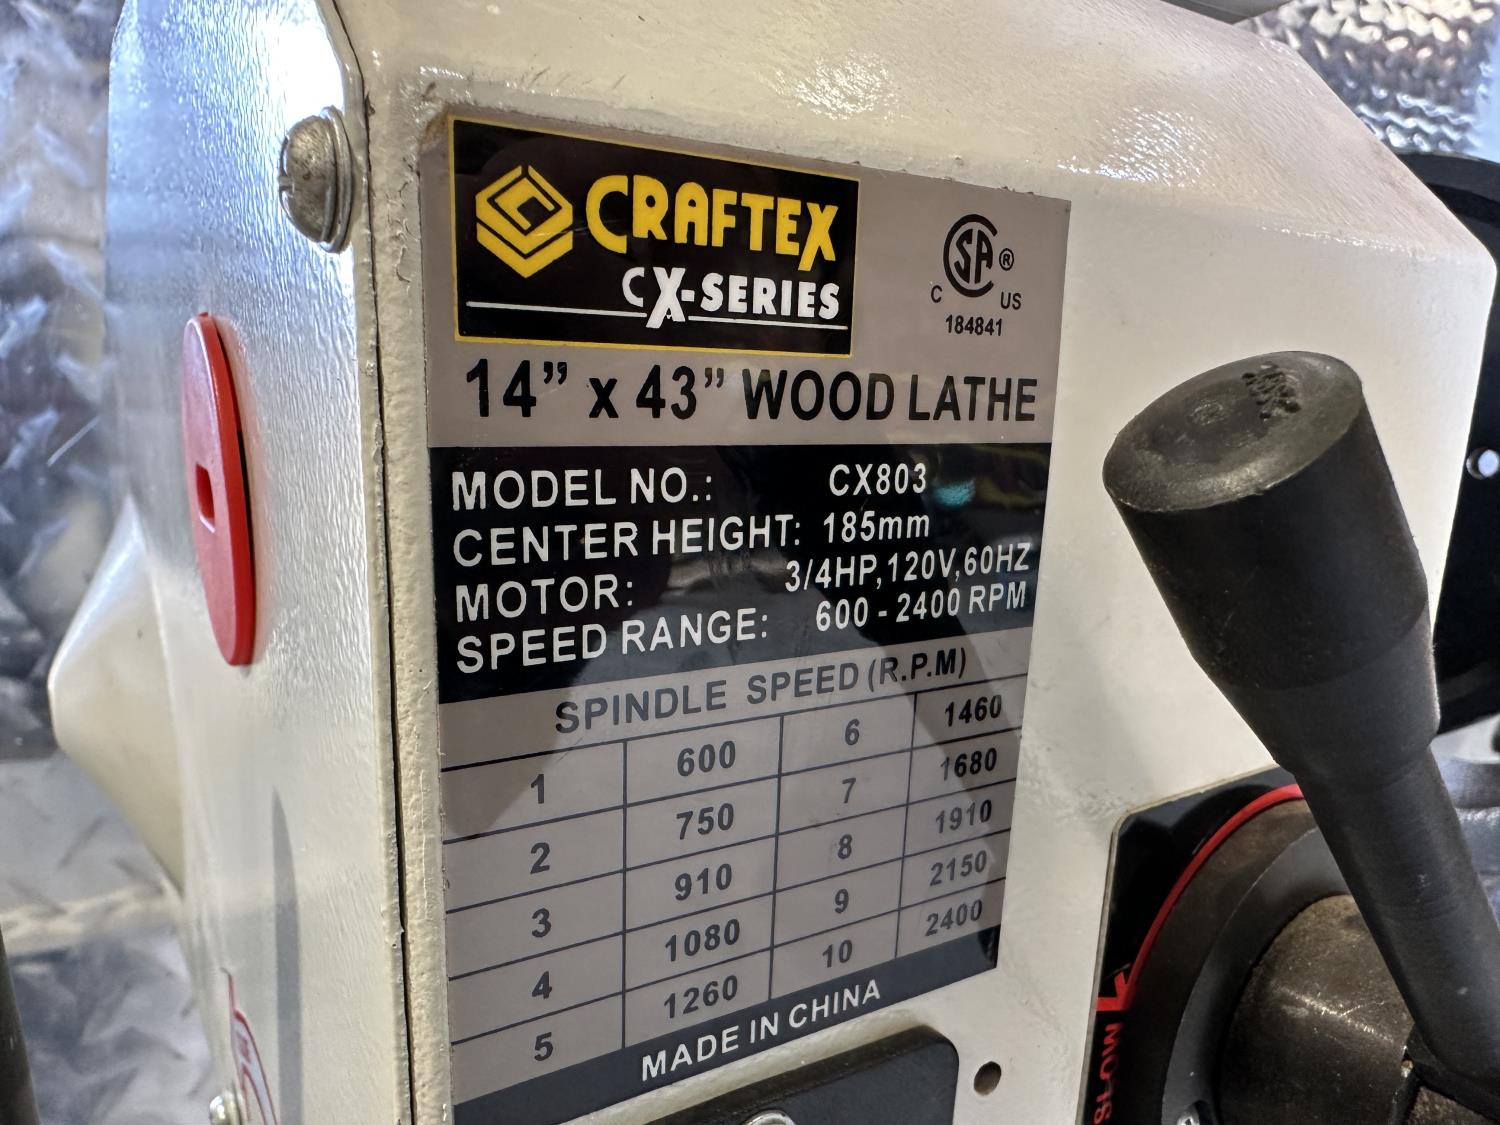 CRAFTEX
CX-SERIES
CSA®
C US
184841
14” x 43” WOOD LATHE
MODEL NO.: CX803
CENTER HEIGHT: 185mm
MOTOR: 3/4HP,120V,60HZ
SPEED RANGE: 600 - 2400 RPM
SPINDLE SPEED (R.P.M)
1 600 6 1460
2 750 7 1680
3 910 8 1910
4 1080 9 2150
5 1260 10 2400
MADE IN CHINA
SLOW